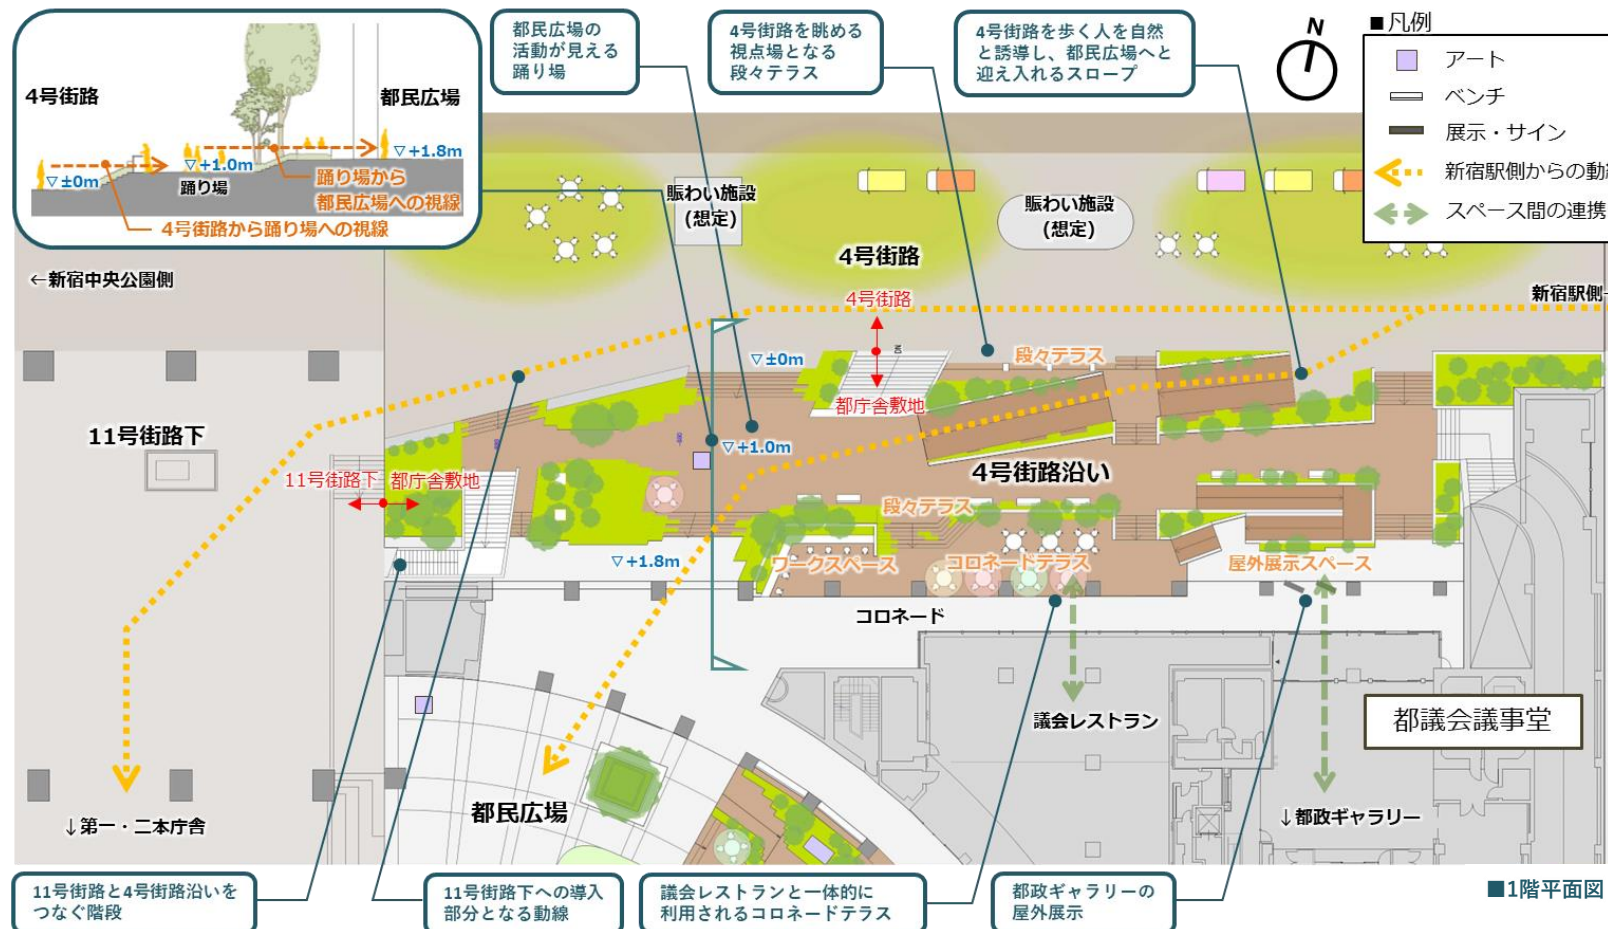 4号街路
都民広場
▽±0m
▽+1.0m
踊り場
▽+1.8m
踊り場から
都民広場への視線
4号街路から踊り場への視線
都民広場の
活動が見える
踊り場
4号街路を眺める
視点場となる
段々テラス
4号街路を歩く人を自然
と誘導し、都民広場へと
迎え入れるスロープ
N
■凡例
アート
ベンチ
展示・サイン
新宿駅側からの動線
スペース間の連携
賑わい施設
(想定)
賑わい施設
(想定)
4号街路
←新宿中央公園側
新宿駅側
4号街路
▽±0m
段々テラス
都庁舎敷地
11号街路下
▽+1.0m
4号街路沿い
11号街路下 都庁舎敷地
段々テラス
▽+1.8m
ワークスペース
コロネードテラス
屋外展示スペース
コロネード
議会レストラン
都議会議事堂
都民広場
↓第一・二本庁舎
↓都政ギャラリー
11号街路と4号街路沿いを
つなぐ階段
11号街路下への導入
部分となる動線
議会レストランと一体的に
利用されるコロネードテラス
都政ギャラリーの
屋外展示
■1階平面図